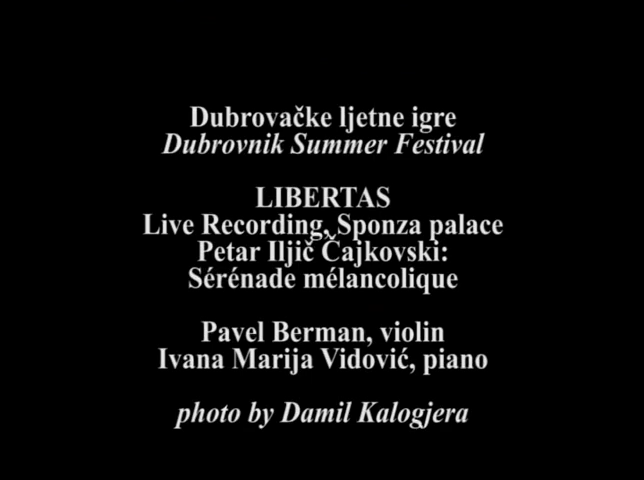 Dubrovačke ljetne igre
Dubrovnik Summer Festival
LIBERTAS
Live Recording, Sponza palace
Petar Iljič Čajkovski:
Sérénade mélancolique
Pavel Berman, violin
Ivana Marija Vidović, piano
photo by Damil Kalogjera